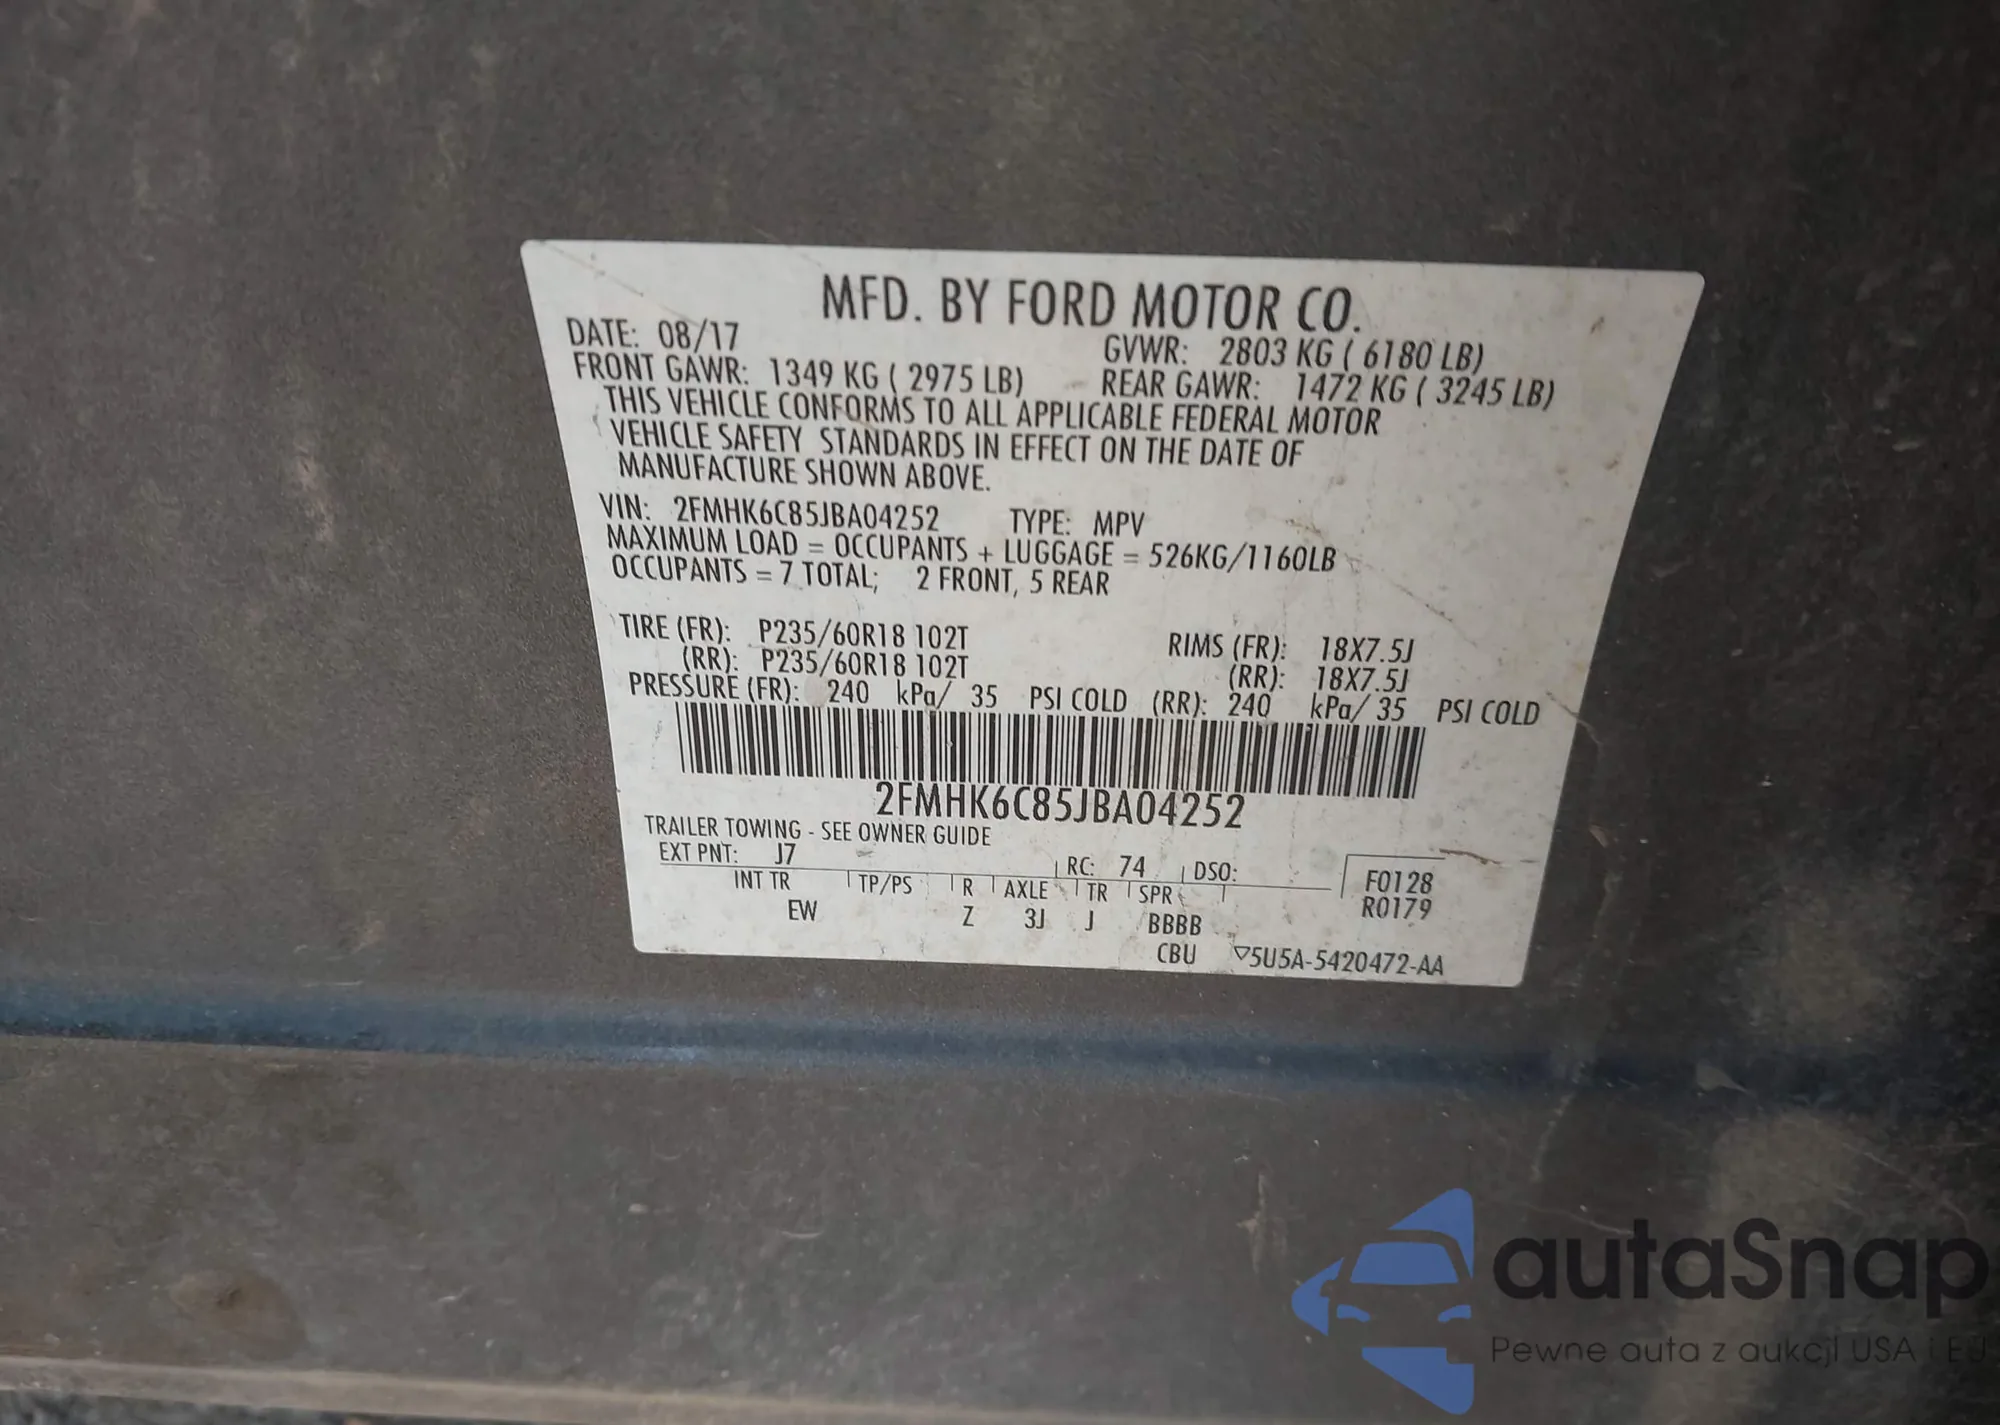 MFD. BY FORD MOTOR CO.
DATE: 08/17 GVWR: 2803 KG ( 6180 LB)
FRONT GAWR: 1349 KG ( 2975 LB) REAR GAWR: 1472 KG ( 3245 LB)
THIS VEHICLE CONFORMS TO ALL APPLICABLE FEDERAL MOTOR
VEHICLE SAFETY STANDARDS IN EFFECT ON THE DATE OF
MANUFACTURE SHOWN ABOVE.
VIN: 2FMHK6C85JBA04252 TYPE: MPV
MAXIMUM LOAD = OCCUPANTS + LUGGAGE = 526KG/1160LB
OCCUPANTS = 7 TOTAL; 2 FRONT, 5 REAR
TIRE (FR): P235/60R18 102T RIMS (FR): 18X7.5J
(RR): P235/60R18 102T (RR): 18X7.5J
PRESSURE (FR): 240 kPa/ 35 PSI COLD (RR): 240 kPa/ 35 PSI COLD
2FMHK6C85JBA04252
TRAILER TOWING - SEE OWNER GUIDE
EXT PNT: J7 RC: 74 DSO: F0128
INT TR TP/PS R AXLE TR SPR R0179
EW Z 3J J BBBB
CBU ▽5U5A-5420472-AA
autaSnap
Pewne auta z aukcji USA i EU